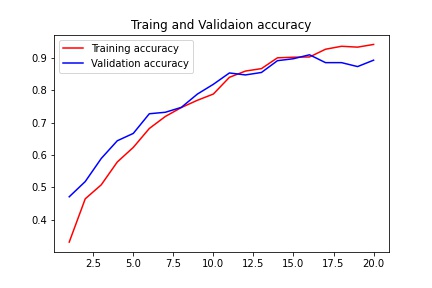 Traing and Validaion accuracy
Training accuracy
Validation accuracy
0.9
0.8
0.7
0.6
0.5
0.4
2.5 5.0 7.5 10.0 12.5 15.0 17.5 20.0